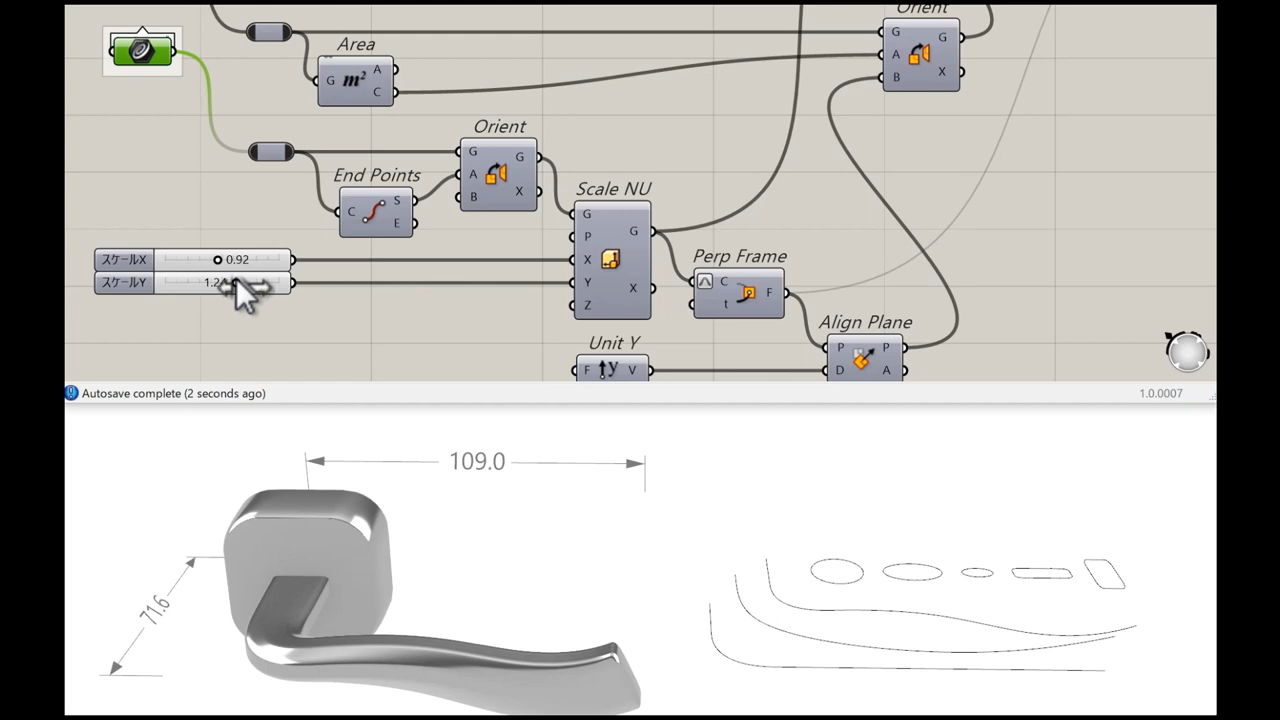 Orient
G
A
B
G
X
Area
G
m²
A
C
Orient
G
A
B
G
X
End Points
C
S
E
Scale NU
G
P
X
Y
Z
G
X
スケールX
0.92
スケールY
Perp Frame
C
t
F
Align Plane
P
D
P
A
Unit Y
F
y
V
Autosave complete (2 seconds ago)
1.0.0007
109.0
71.6